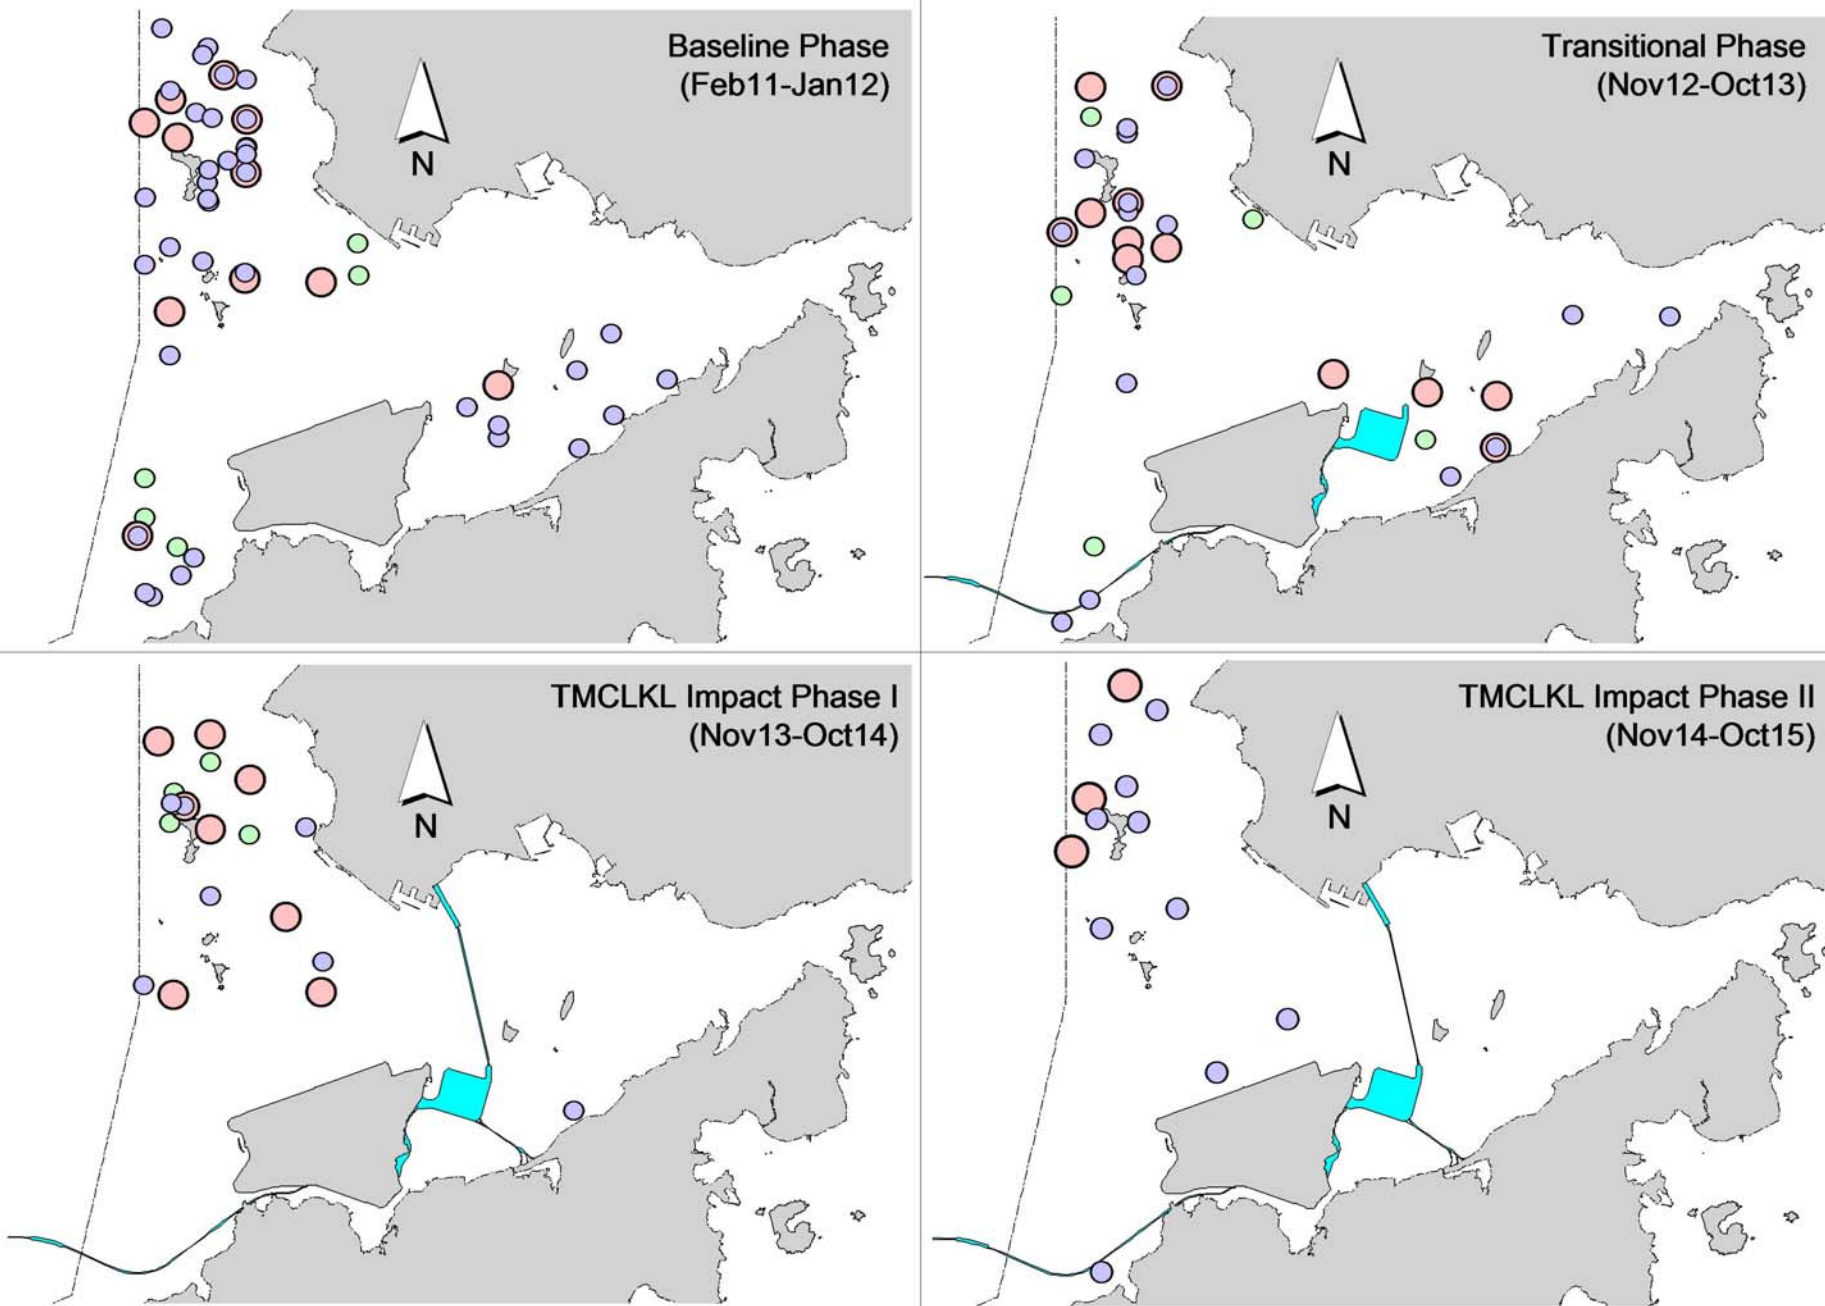 Baseline Phase
(Feb11-Jan12)
N
Transitional Phase
(Nov12-Oct13)
N
TMCLKL Impact Phase I
(Nov13-Oct14)
N
TMCLKL Impact Phase II
(Nov14-Oct15)
N